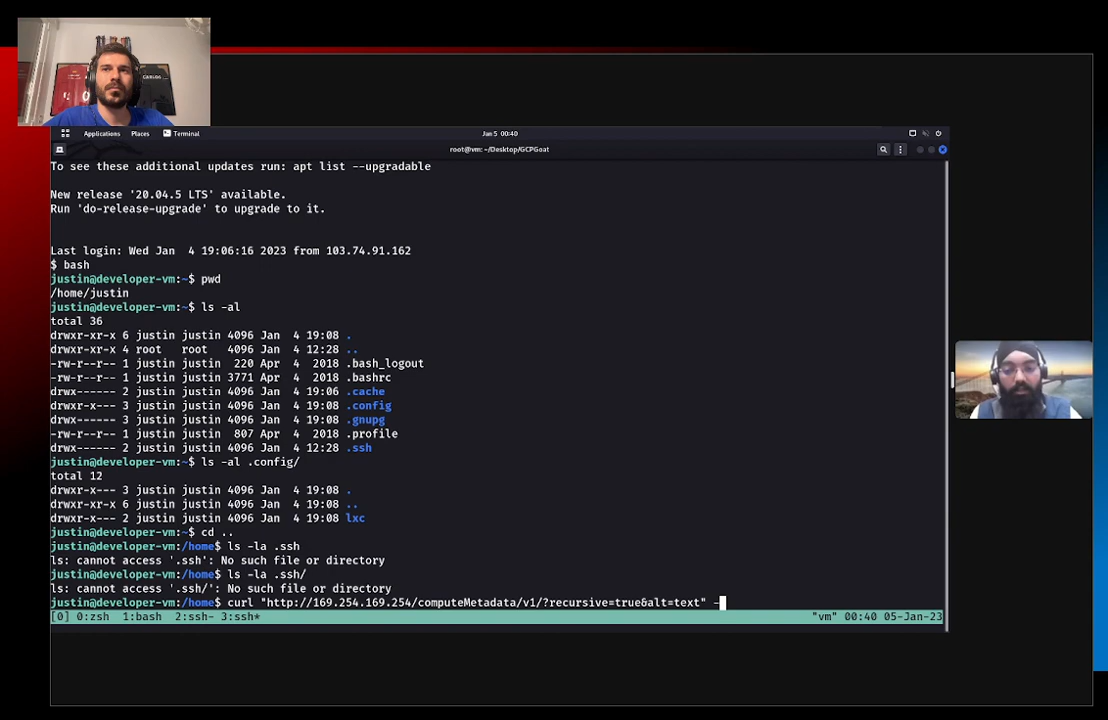 CARLOS
Applications Places Terminal Jan 5 00:40
root@vm: ~/Desktop/GCPGoat
To see these additional updates run: apt list --upgradable
New release '20.04.5 LTS' available.
Run 'do-release-upgrade' to upgrade to it.
Last login: Wed Jan  4 19:06:16 2023 from 103.74.91.162
$ bash
justin@developer-vm:~$ pwd
/home/justin
justin@developer-vm:~$ ls -al
total 36
drwxr-xr-x 6 justin justin 4096 Jan  4 19:08 .
drwxr-xr-x 4 root   root   4096 Jan  4 12:28 ..
-rw-r--r-- 1 justin justin  220 Apr  4  2018 .bash_logout
-rw-r--r-- 1 justin justin 3771 Apr  4  2018 .bashrc
drwx------ 2 justin justin 4096 Jan  4 19:06 .cache
drwxr-x--- 3 justin justin 4096 Jan  4 19:08 .config
drwx------ 3 justin justin 4096 Jan  4 19:08 .gnupg
-rw-r--r-- 1 justin justin  807 Apr  4  2018 .profile
drwx------ 2 justin justin 4096 Jan  4 12:28 .ssh
justin@developer-vm:~$ ls -al .config/
total 12
drwxr-x--- 3 justin justin 4096 Jan  4 19:08 .
drwxr-xr-x 6 justin justin 4096 Jan  4 19:08 ..
drwxr-x--- 2 justin justin 4096 Jan  4 19:08 lxc
justin@developer-vm:~$ cd ..
justin@developer-vm:/home$ ls -la .ssh
ls: cannot access '.ssh': No such file or directory
justin@developer-vm:/home$ ls -la .ssh/
ls: cannot access '.ssh/': No such file or directory
justin@developer-vm:/home$ curl "http://169.254.169.254/computeMetadata/v1/?recursive=true&alt=text" -
[0] 0:zsh  1:bash  2:ssh- 3:ssh* "vm" 00:40 05-Jan-23